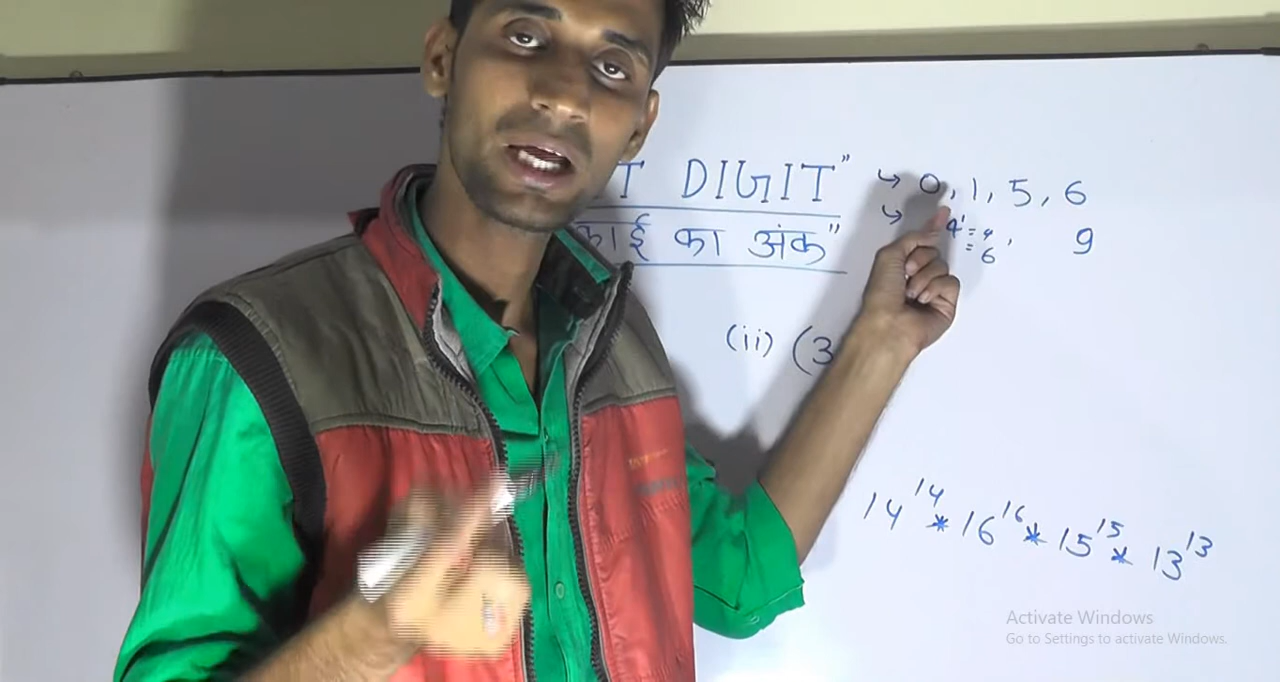 T DIGIT" ↳ 0, 1, 5, 6
काई का अंक" ↳ 4' = 4, 9
= 6
(ii) (3
14¹⁴ * 16¹⁶ * 15¹⁵ * 13¹³
Activate Windows
Go to Settings to activate Windows.